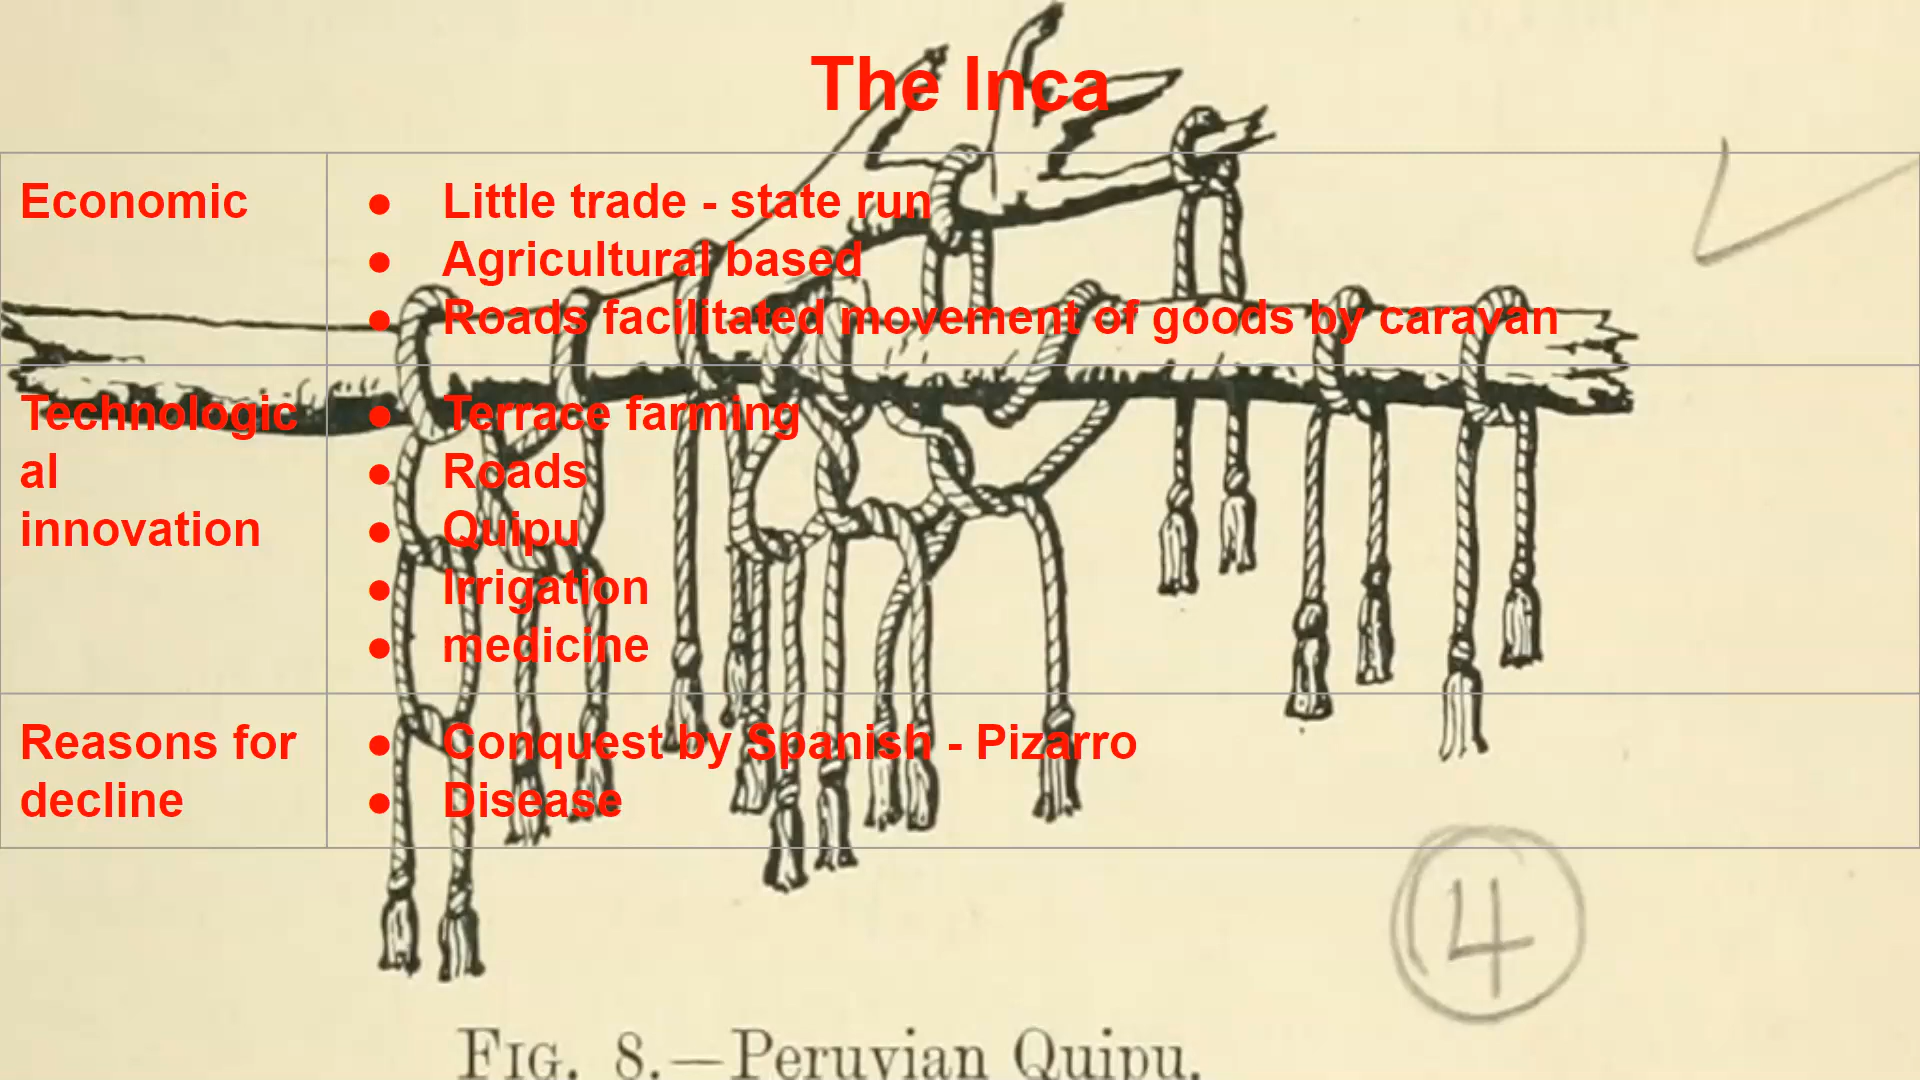 The Inca
Economic
● Little trade - state run
● Agricultural based
● Roads facilitated movement of goods by caravan
Technologic
al
innovation
● Terrace farming
● Roads
● Quipu
● Irrigation
● medicine
Reasons for
decline
● Conquest by Spanish - Pizarro
● Disease
4
FIG. 8.—Peruvian Quipu.